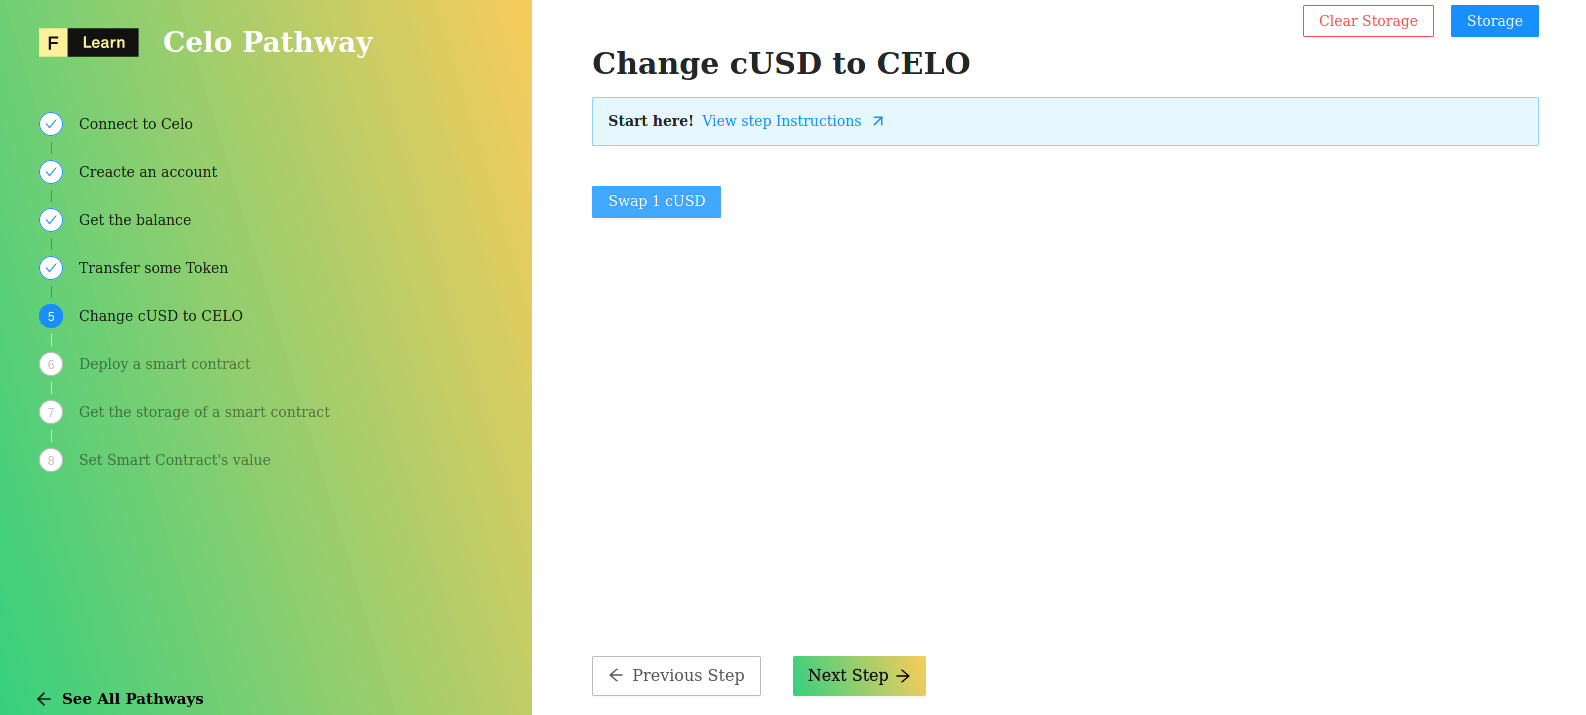 F Learn Celo Pathway
Connect to Celo
Creacte an account
Get the balance
Transfer some Token
5 Change cUSD to CELO
6 Deploy a smart contract
7 Get the storage of a smart contract
8 Set Smart Contract's value
See All Pathways
Clear Storage Storage
Change cUSD to CELO
Start here! View step Instructions
Swap 1 cUSD
Previous Step Next Step